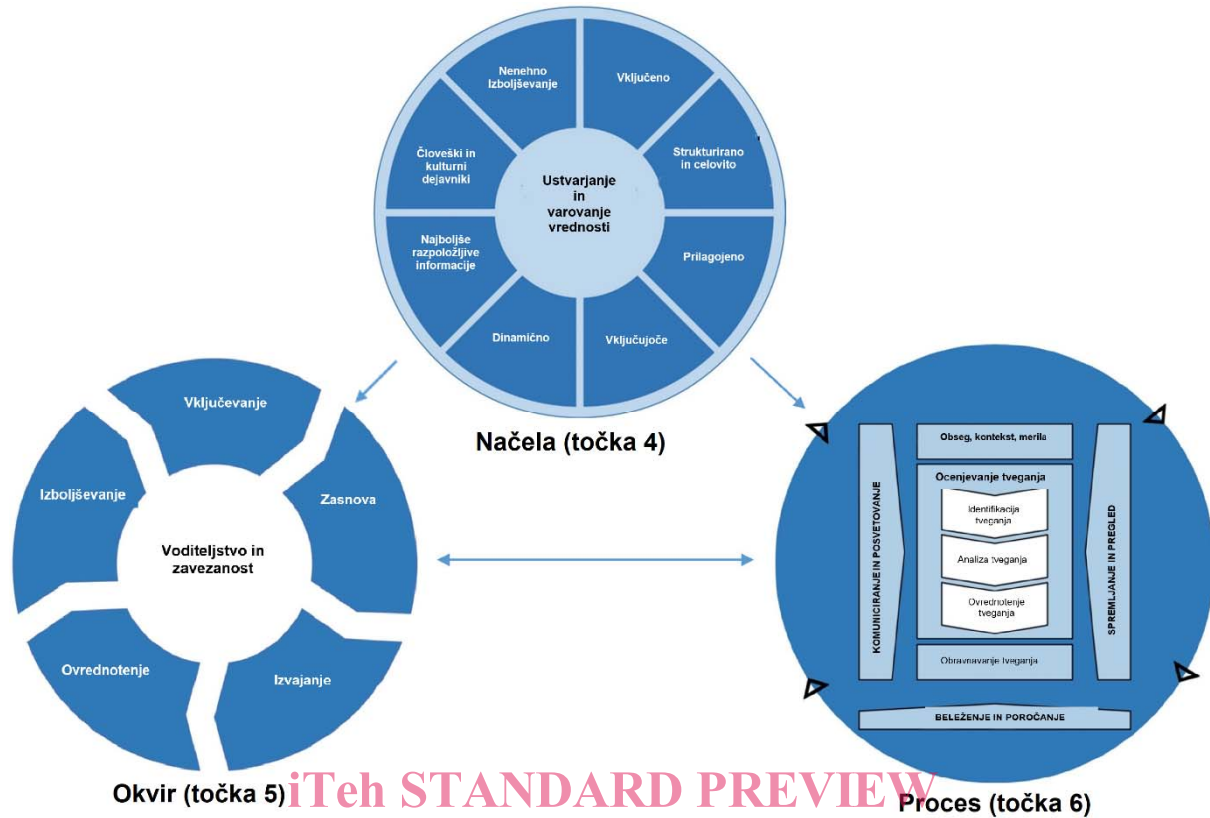 Nenehno
Izboljševanje
Vključeno
Človeški in
kulturni
dejavniki
Strukturirano
in celovito
Ustvarjanje
in
varovanje
vrednosti
Najboljše
razpoložljive
informacije
Prilagojeno
Dinamično
Vključujoče
Načela (točka 4)
Vključevanje
Izboljševanje
Zasnova
Voditeljstvo in
zavezanost
Ovrednotenje
Izvajanje
Okvir (točka 5)
Obseg, kontekst, merila
Ocenjevanje tveganja
Identifikacija
tveganja
Analiza tveganja
Ovrednotenje
tveganja
Obravnavanje tveganja
KOMUNICIRANJE IN POSVETOVANJE
SPREMLJANJE IN PREGLED
BELEŽENJE IN POROČANJE
Proces (točka 6)
iTeh STANDARD PREVIEW